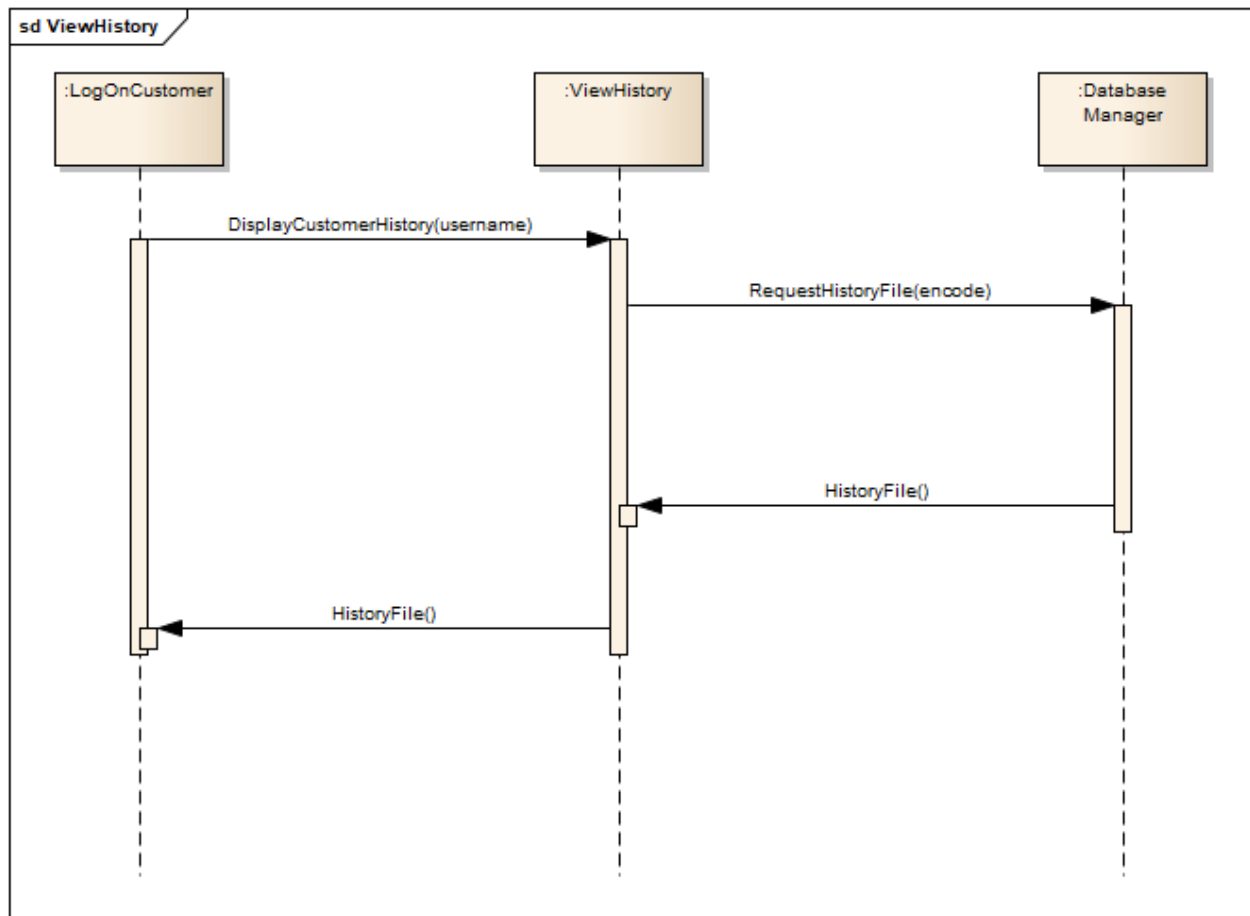 sd ViewHistory
:LogOnCustomer
:ViewHistory
:Database
Manager
DisplayCustomerHistory(username)
RequestHistoryFile(encode)
HistoryFile()
HistoryFile()